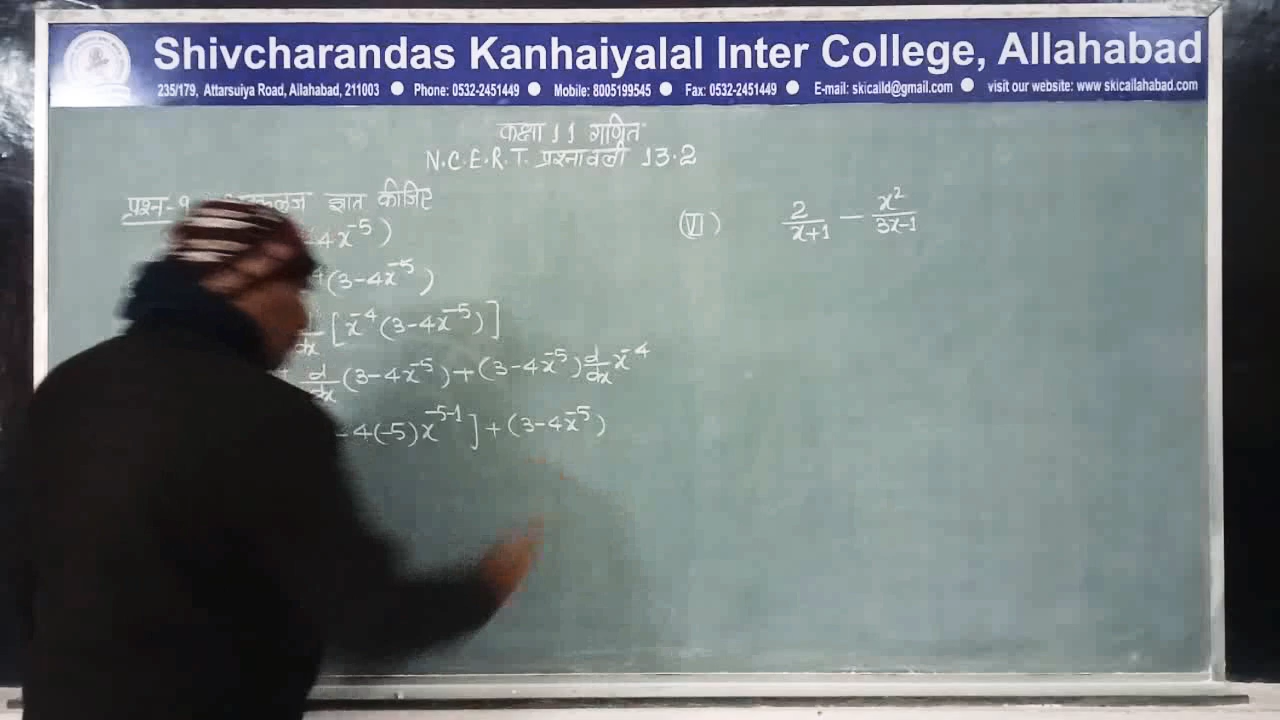 Shivcharandas Kanhaiyalal Inter College, Allahabad
235/179, Attarsuiya Road, Allahabad, 211003 ● Phone: 0532-2451449 ● Mobile: 8005199545 ● Fax: 0532-2451449 ● E-mail: skicalld@gmail.com ● visit our website: www skicallahabad.com
कक्षा 11 गणित
N.C.E.R.T. प्रश्नावली 13.2
प्रश्न-9 ज्ञात कीजिए
4x⁻⁵)
(3-4x⁻⁵)
[x⁻⁴(3-4x⁻⁵)]
d/dx(3-4x⁻⁵)+(3-4x⁻⁵)d/dx x⁻⁴
-4(-5)x⁻⁵⁻¹]+(3-4x⁻⁵)
(VI) 2/(x+1) - x²/(3x-1)